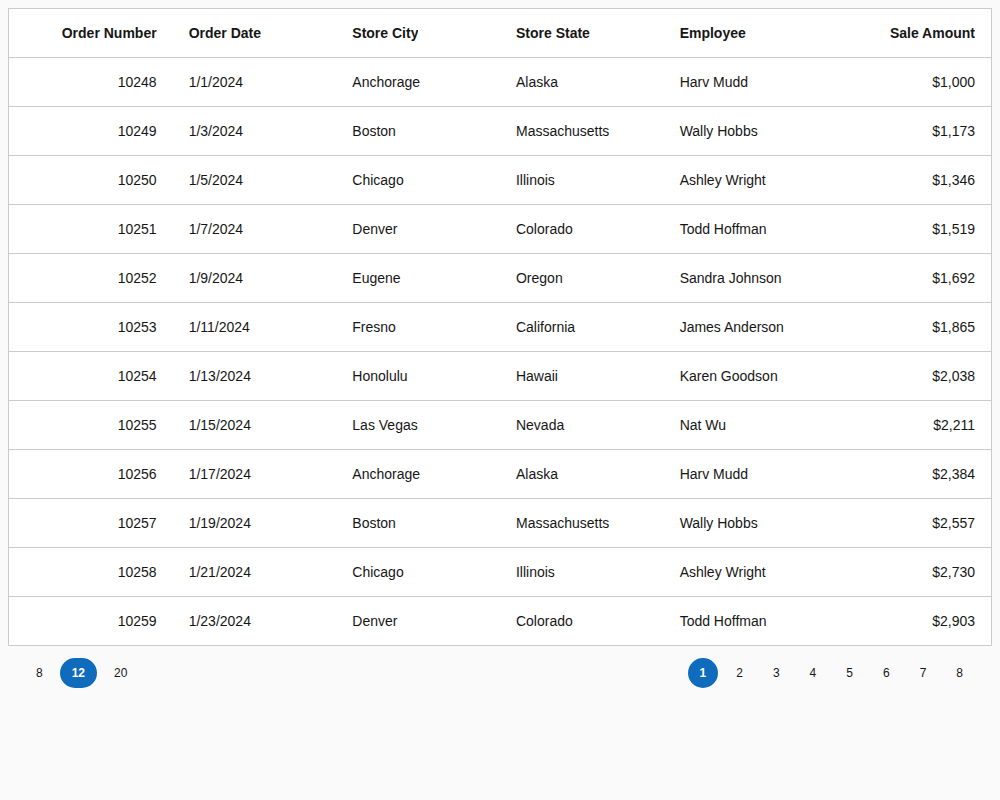 Order Number Order Date Store City Store State Employee Sale Amount
10248 1/1/2024 Anchorage Alaska Harv Mudd $1,000
10249 1/3/2024 Boston Massachusetts Wally Hobbs $1,173
10250 1/5/2024 Chicago Illinois Ashley Wright $1,346
10251 1/7/2024 Denver Colorado Todd Hoffman $1,519
10252 1/9/2024 Eugene Oregon Sandra Johnson $1,692
10253 1/11/2024 Fresno California James Anderson $1,865
10254 1/13/2024 Honolulu Hawaii Karen Goodson $2,038
10255 1/15/2024 Las Vegas Nevada Nat Wu $2,211
10256 1/17/2024 Anchorage Alaska Harv Mudd $2,384
10257 1/19/2024 Boston Massachusetts Wally Hobbs $2,557
10258 1/21/2024 Chicago Illinois Ashley Wright $2,730
10259 1/23/2024 Denver Colorado Todd Hoffman $2,903
8 12 20 1 2 3 4 5 6 7 8